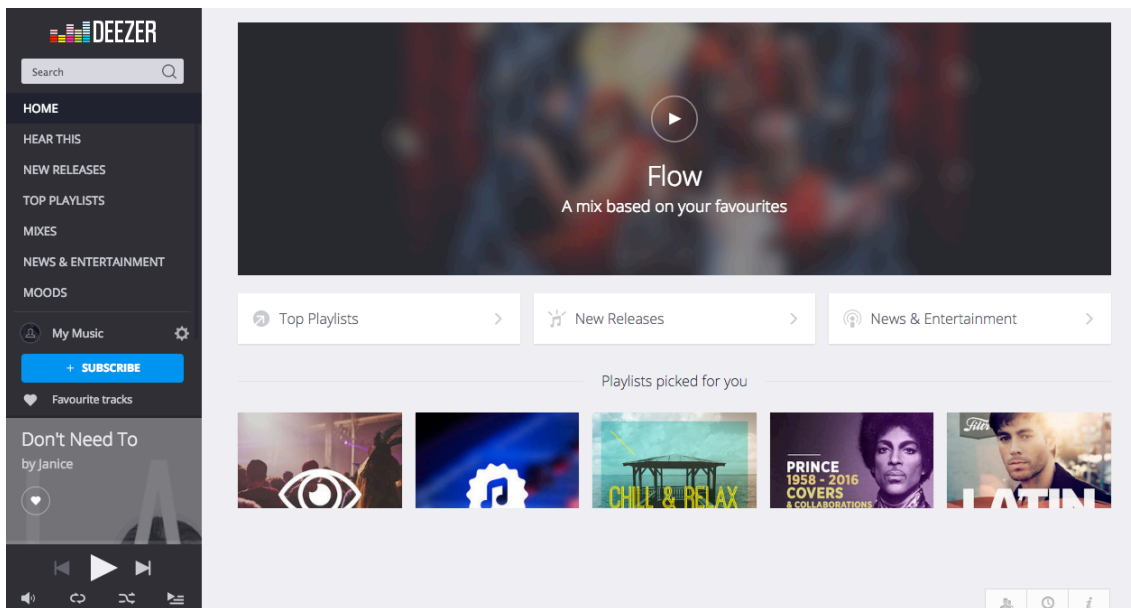 DEEZER
Search
HOME
HEAR THIS
NEW RELEASES
TOP PLAYLISTS
MIXES
NEWS & ENTERTAINMENT
MOODS
My Music
+ SUBSCRIBE
Favourite tracks
Don't Need To
by Janice
Flow
A mix based on your favourites
Top Playlists
New Releases
News & Entertainment
Playlists picked for you
CHILL & RELAX
PRINCE
1958 - 2016
COVERS
& COLLABORATIONS
Filtr
LATIN
i